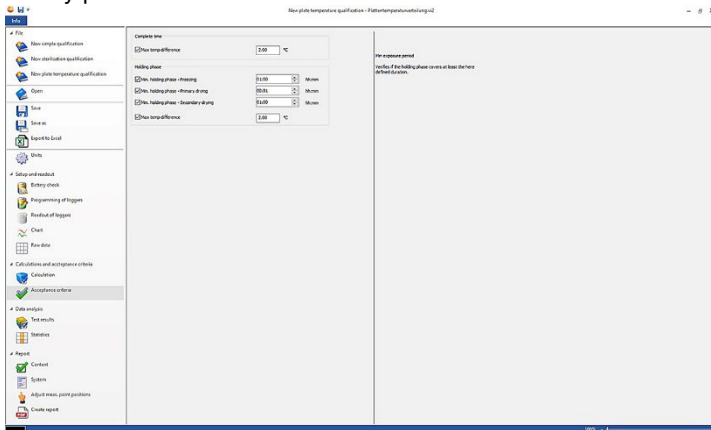 New plate temperature qualification - Plattentemperaturverteilung.vi2
Info
File
New simple qualification
New sterilisation qualification
New plate temperature qualification
Open
Save
Save as
Export to Excel
Units
Setup and readout
Battery check
Programming of loggers
Readout of loggers
Chart
Raw data
Calculations and acceptance criteria
Calculation
Acceptance criteria
Data analysis
Test results
Statistics
Report
Content
System
Adjust meas. point positions
Create report
Complete time
Max temp difference 2.00 °C
Holding phase
Min. holding phase - Freezing 01:00 hh:mm
Min. holding phase - Primary drying 00:01 hh:mm
Min. holding phase - Secondary drying 01:00 hh:mm
Max temp difference 2.00 °C
Min exposure period
Verifies if the holding phase covers at least the here
defined duration.
100%